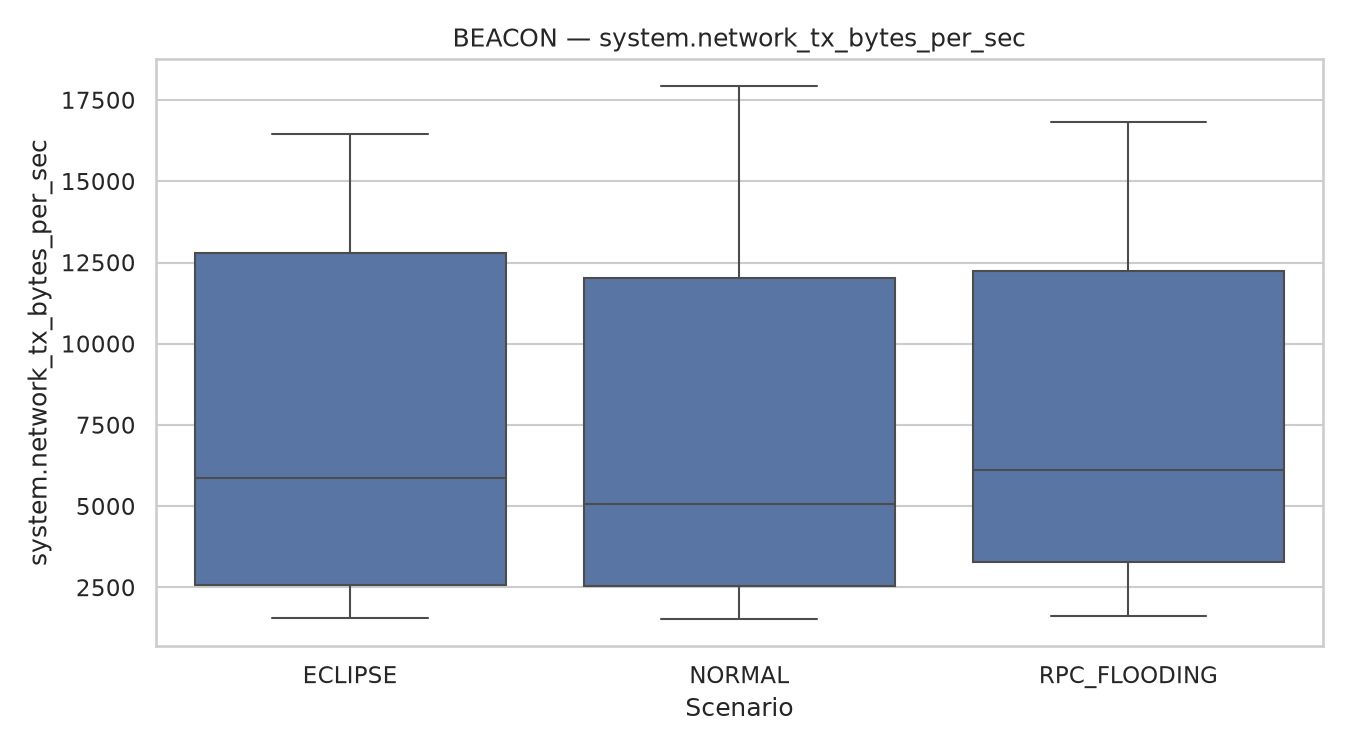 BEACON — system.network_tx_bytes_per_sec
system.network_tx_bytes_per_sec
17500
15000
12500
10000
7500
5000
2500
ECLIPSE
NORMAL
RPC_FLOODING
Scenario